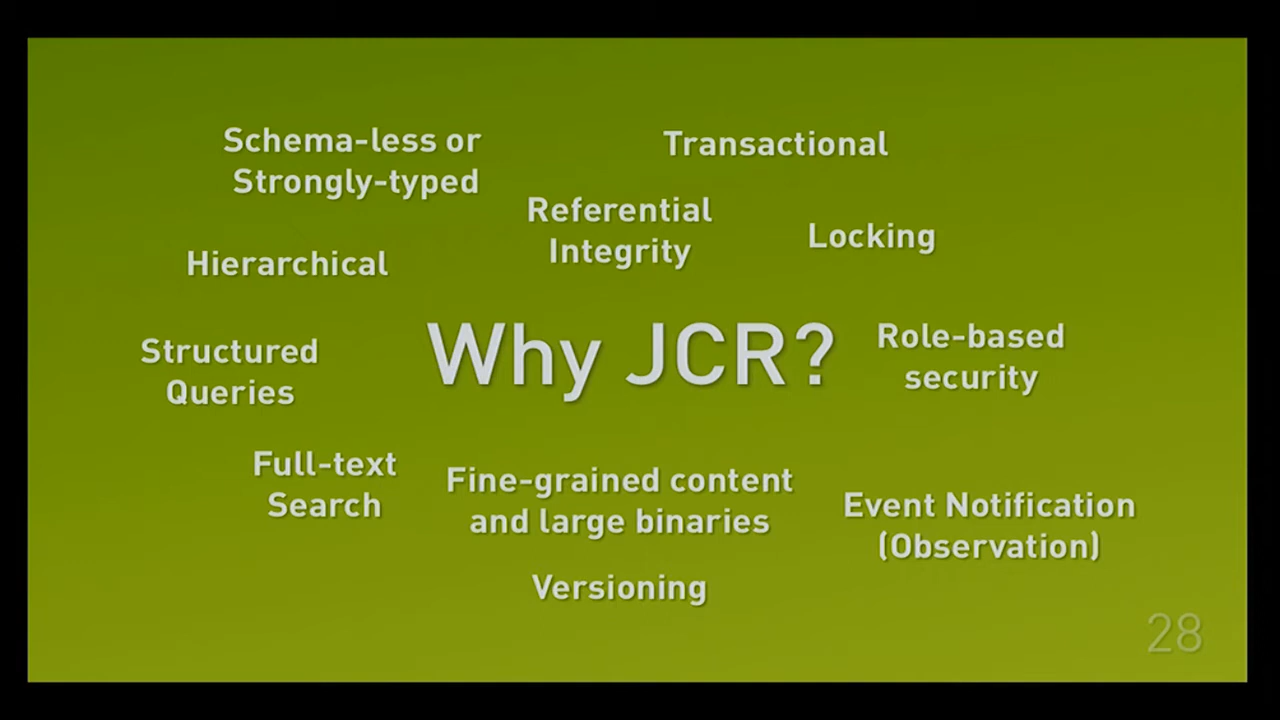 Schema-less or
Strongly-typed
Transactional
Referential
Integrity
Locking
Hierarchical
Why JCR?
Role-based
security
Structured
Queries
Full-text
Search
Fine-grained content
and large binaries
Event Notification
(Observation)
Versioning
28